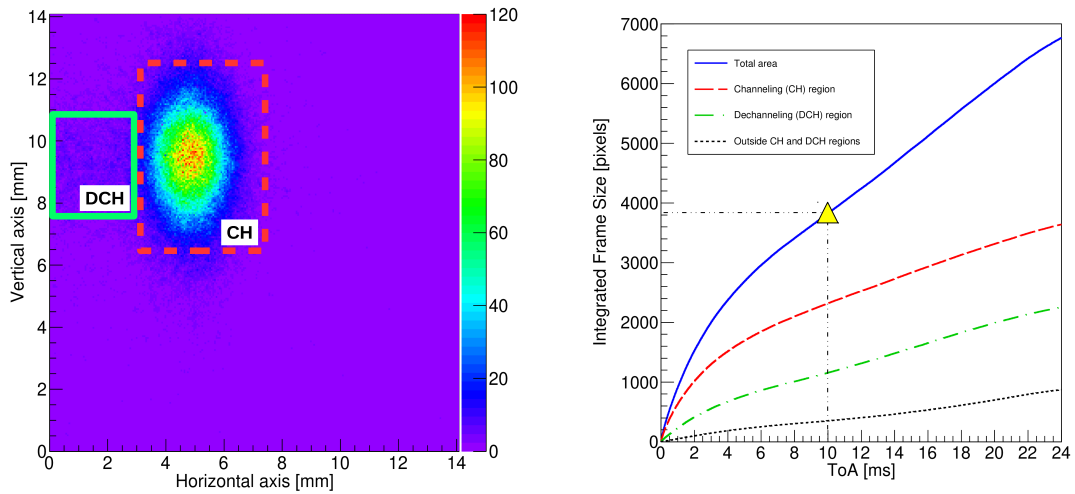 14
12
10
8
6
4
2
0
Vertical axis [mm]
DCH
CH
0 2 4 6 8 10 12 14
Horizontal axis [mm]
120
100
80
60
40
20
0
7000
6000
5000
4000
3000
2000
1000
0
Integrated Frame Size [pixels]
Total area
Channeling (CH) region
Dechanneling (DCH) region
Outside CH and DCH regions
0 2 4 6 8 10 12 14 16 18 20 22 24
ToA [ms]